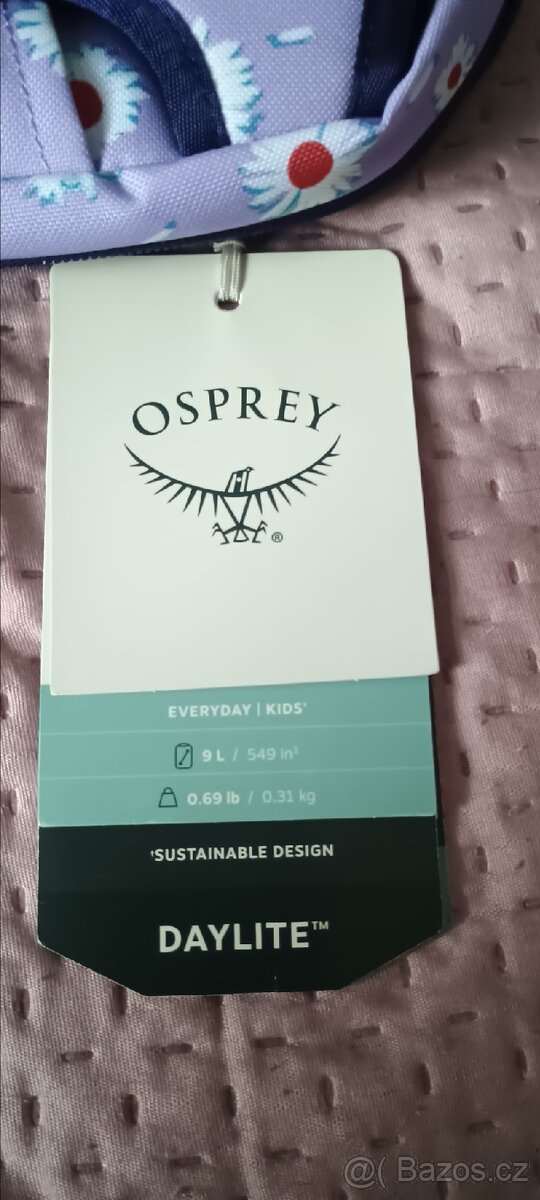 OSPREY
®
EVERYDAY | KIDS'
9 L / 549 in³
0.69 lb / 0.31 kg
†SUSTAINABLE DESIGN
DAYLITE™
@( Bazos.cz